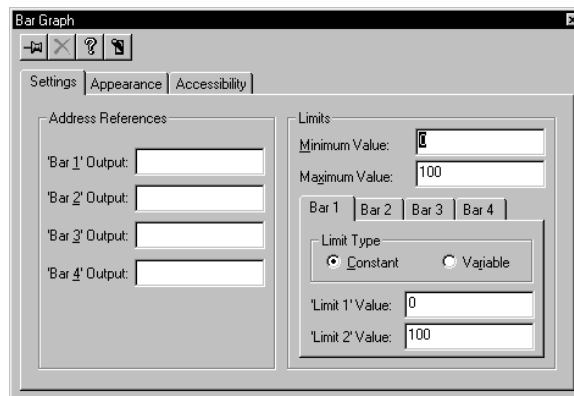 Bar Graph
Settings Appearance Accessibility
Address References
'Bar 1' Output:
'Bar 2' Output:
'Bar 3' Output:
'Bar 4' Output:
Limits
Minimum Value: 0
Maximum Value: 100
Bar 1 Bar 2 Bar 3 Bar 4
Limit Type
Constant Variable
'Limit 1' Value: 0
'Limit 2' Value: 100